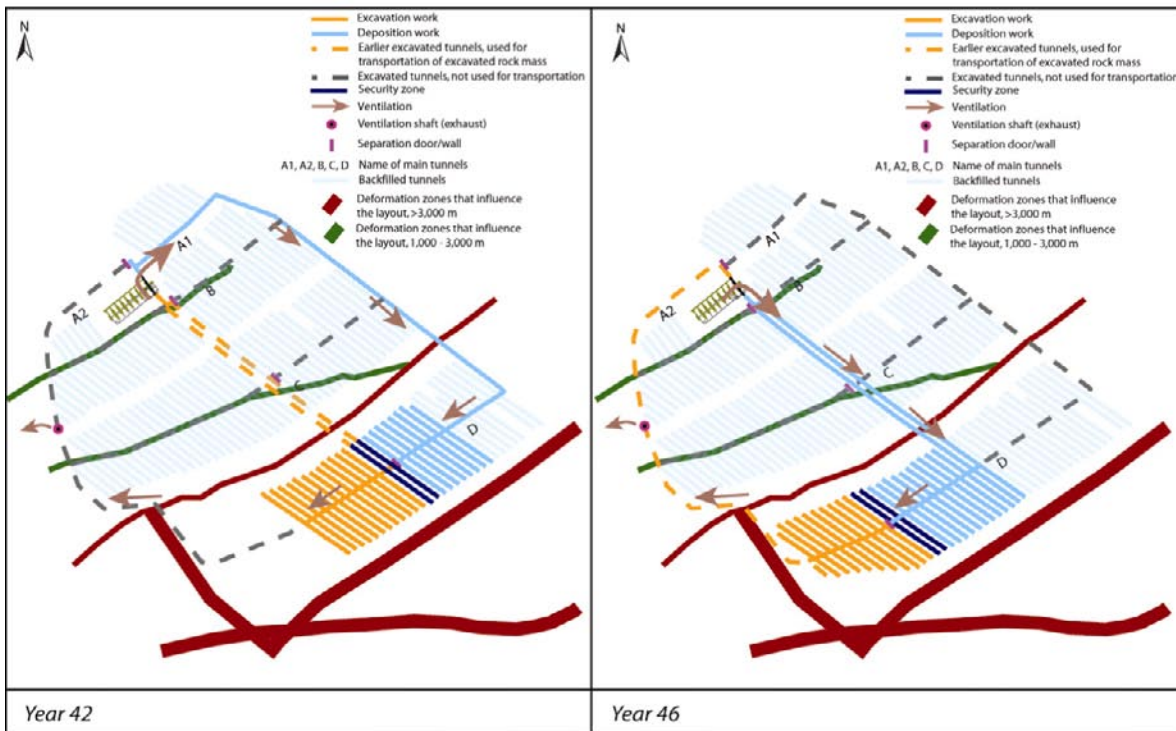 N
Excavation work
Deposition work
Earlier excavated tunnels, used for
transportation of excavated rock mass
Excavated tunnels, not used for transportation
Security zone
Ventilation
Ventilation shaft (exhaust)
Separation door/wall
A1, A2, B, C, D Name of main tunnels
Backfilled tunnels
Deformation zones that influence
the layout, >3,000 m
Deformation zones that influence
the layout, 1,000 - 3,000 m
A1
B
A2
C
D
Year 42
N
Excavation work
Deposition work
Earlier excavated tunnels, used for
transportation of excavated rock mass
Excavated tunnels, not used for transportation
Security zone
Ventilation
Ventilation shaft (exhaust)
Separation door/wall
A1, A2, B, C, D Name of main tunnels
Backfilled tunnels
Deformation zones that influence
the layout, >3,000 m
Deformation zones that influence
the layout, 1,000 - 3,000 m
A1
B
A2
C
D
Year 46